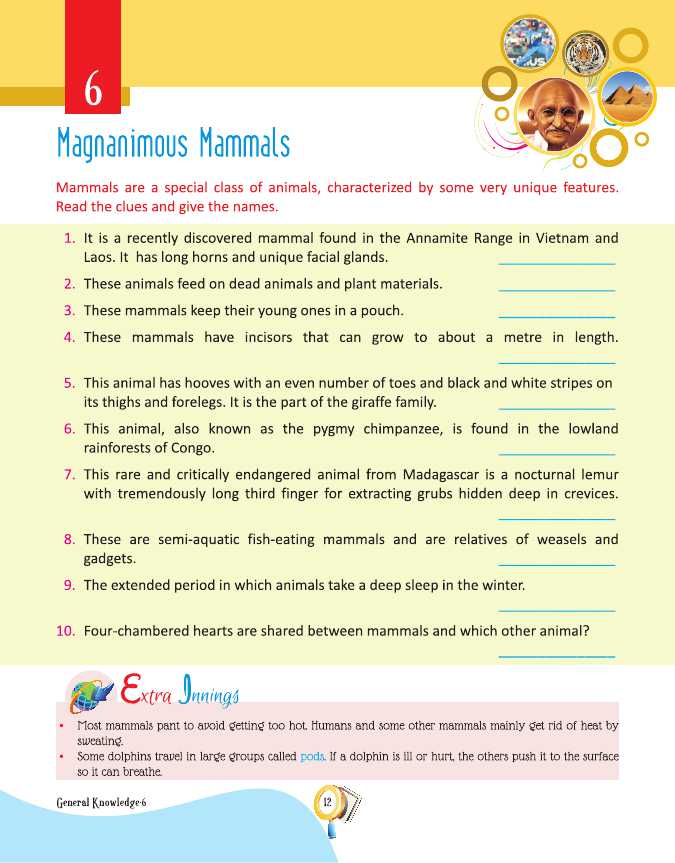 6
Magnanimous Mammals
Mammals are a special class of animals, characterized by some very unique features.
Read the clues and give the names.
1. It is a recently discovered mammal found in the Annamite Range in Vietnam and
Laos. It has long horns and unique facial glands.
2. These animals feed on dead animals and plant materials.
3. These mammals keep their young ones in a pouch.
4. These mammals have incisors that can grow to about a metre in length.
5. This animal has hooves with an even number of toes and black and white stripes on
its thighs and forelegs. It is the part of the giraffe family.
6. This animal, also known as the pygmy chimpanzee, is found in the lowland
rainforests of Congo.
7. This rare and critically endangered animal from Madagascar is a nocturnal lemur
with tremendously long third finger for extracting grubs hidden deep in crevices.
8. These are semi-aquatic fish-eating mammals and are relatives of weasels and
gadgets.
9. The extended period in which animals take a deep sleep in the winter.
10. Four-chambered hearts are shared between mammals and which other animal?
Extra Innings
• Most mammals pant to avoid getting too hot. Humans and some other mammals mainly get rid of heat by
sweating.
• Some dolphins travel in large groups called pods. If a dolphin is ill or hurt, the others push it to the surface
so it can breathe.
General Knowledge-6
12